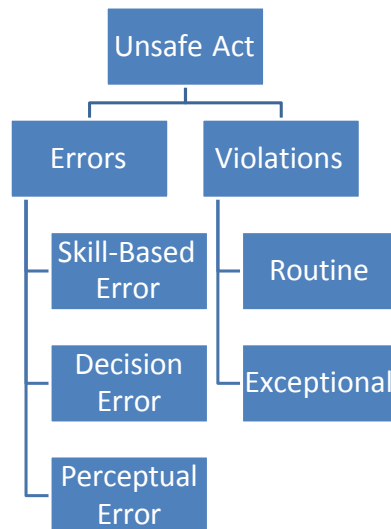 Unsafe Act
Errors
Violations
Skill-Based
Error
Routine
Decision
Error
Exceptional
Perceptual
Error